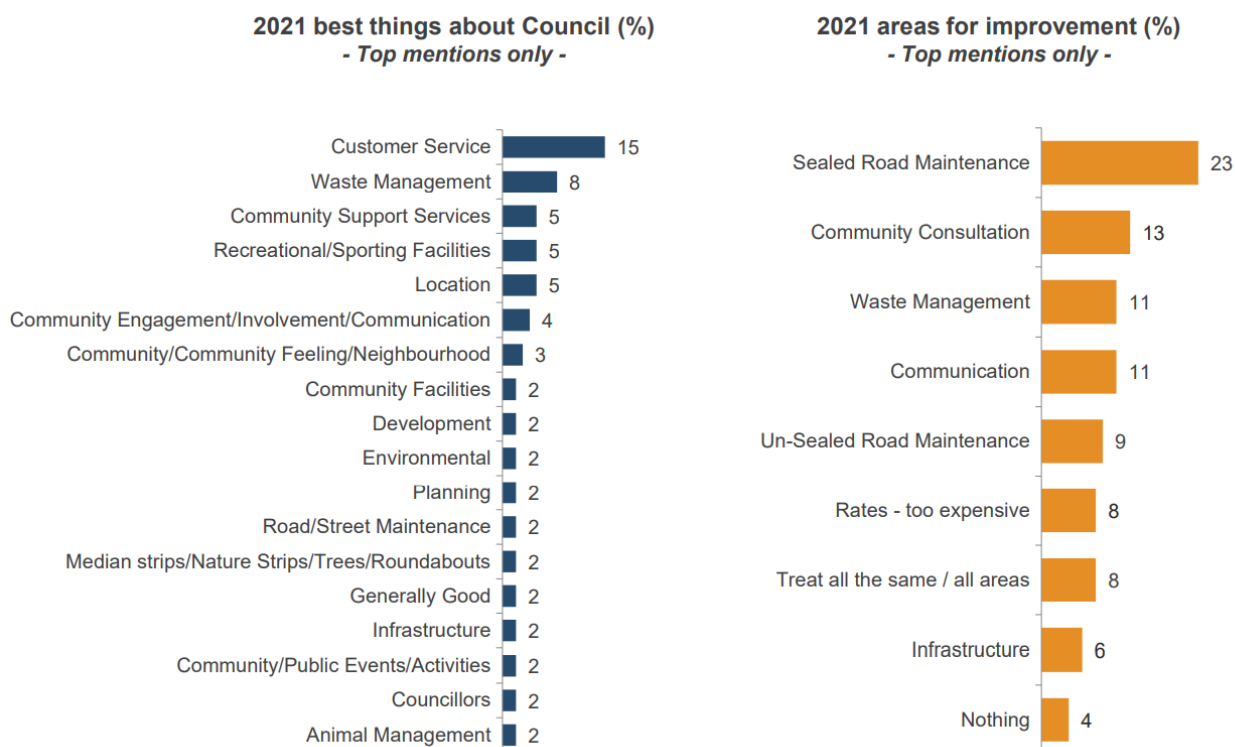 2021 best things about Council (%)
- Top mentions only -
Customer Service 15
Waste Management 8
Community Support Services 5
Recreational/Sporting Facilities 5
Location 5
Community Engagement/Involvement/Communication 4
Community/Community Feeling/Neighbourhood 3
Community Facilities 2
Development 2
Environmental 2
Planning 2
Road/Street Maintenance 2
Median strips/Nature Strips/Trees/Roundabouts 2
Generally Good 2
Infrastructure 2
Community/Public Events/Activities 2
Councillors 2
Animal Management 2
2021 areas for improvement (%)
- Top mentions only -
Sealed Road Maintenance 23
Community Consultation 13
Waste Management 11
Communication 11
Un-Sealed Road Maintenance 9
Rates - too expensive 8
Treat all the same / all areas 8
Infrastructure 6
Nothing 4